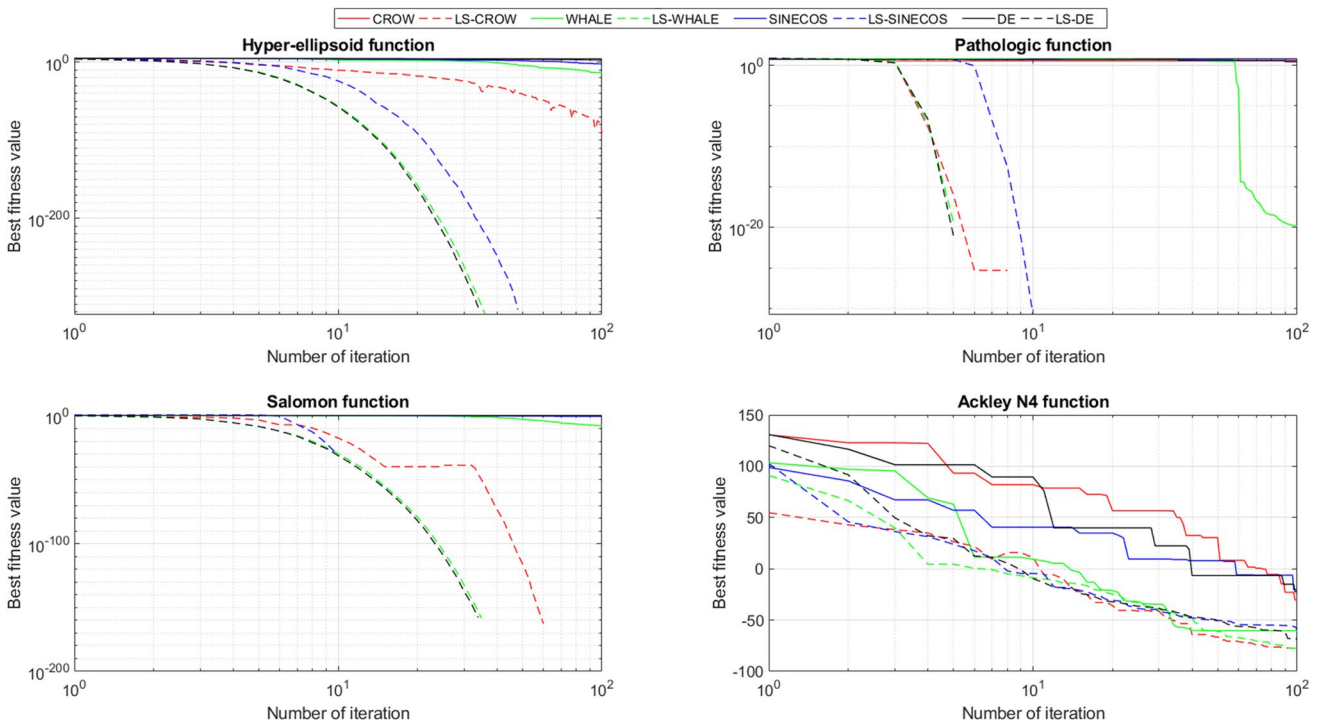 CROW LS-CROW WHALE LS-WHALE SINECOS LS-SINECOS DE LS-DE
Hyper-ellipsoid function
Best fitness value
10^0
10^-200
10^0 10^1 10^2
Number of iteration
Pathologic function
Best fitness value
10^0
10^-20
10^0 10^1 10^2
Number of iteration
Salomon function
Best fitness value
10^0
10^-100
10^-200
10^0 10^1 10^2
Number of iteration
Ackley N4 function
Best fitness value
150
100
50
0
-50
-100
10^0 10^1 10^2
Number of iteration